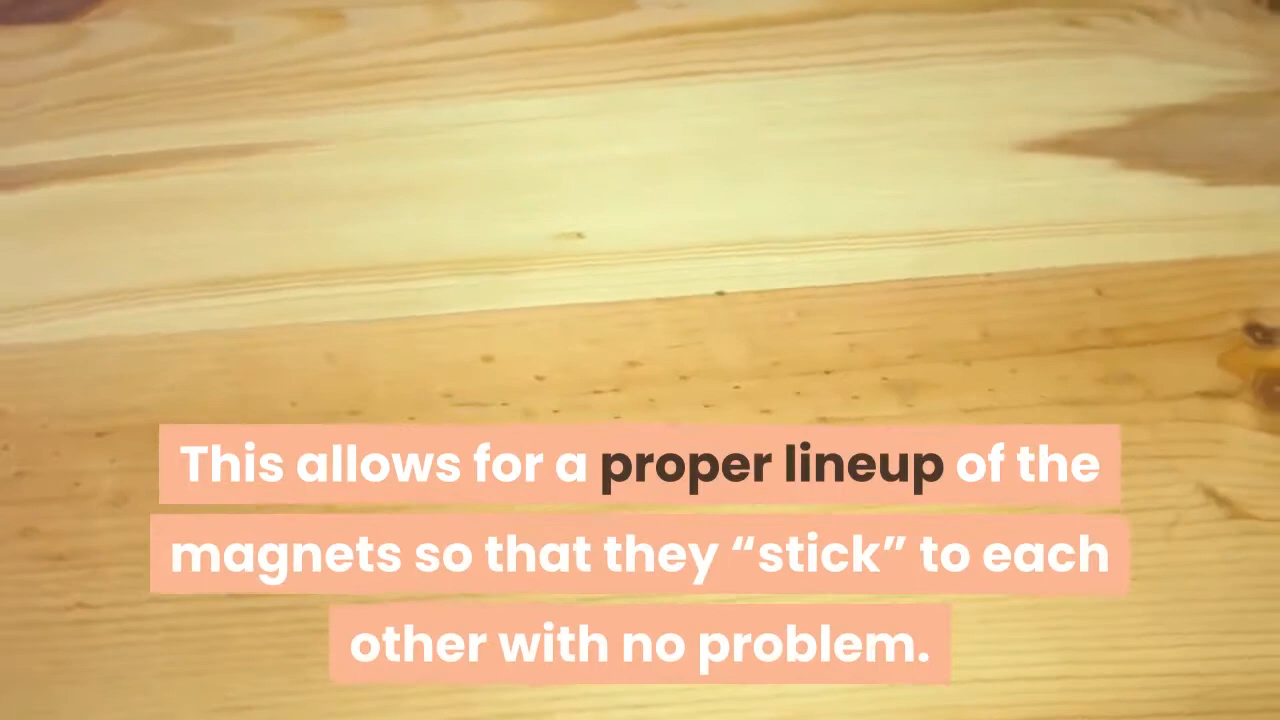 This allows for a proper lineup of the
magnets so that they “stick” to each
other with no problem.